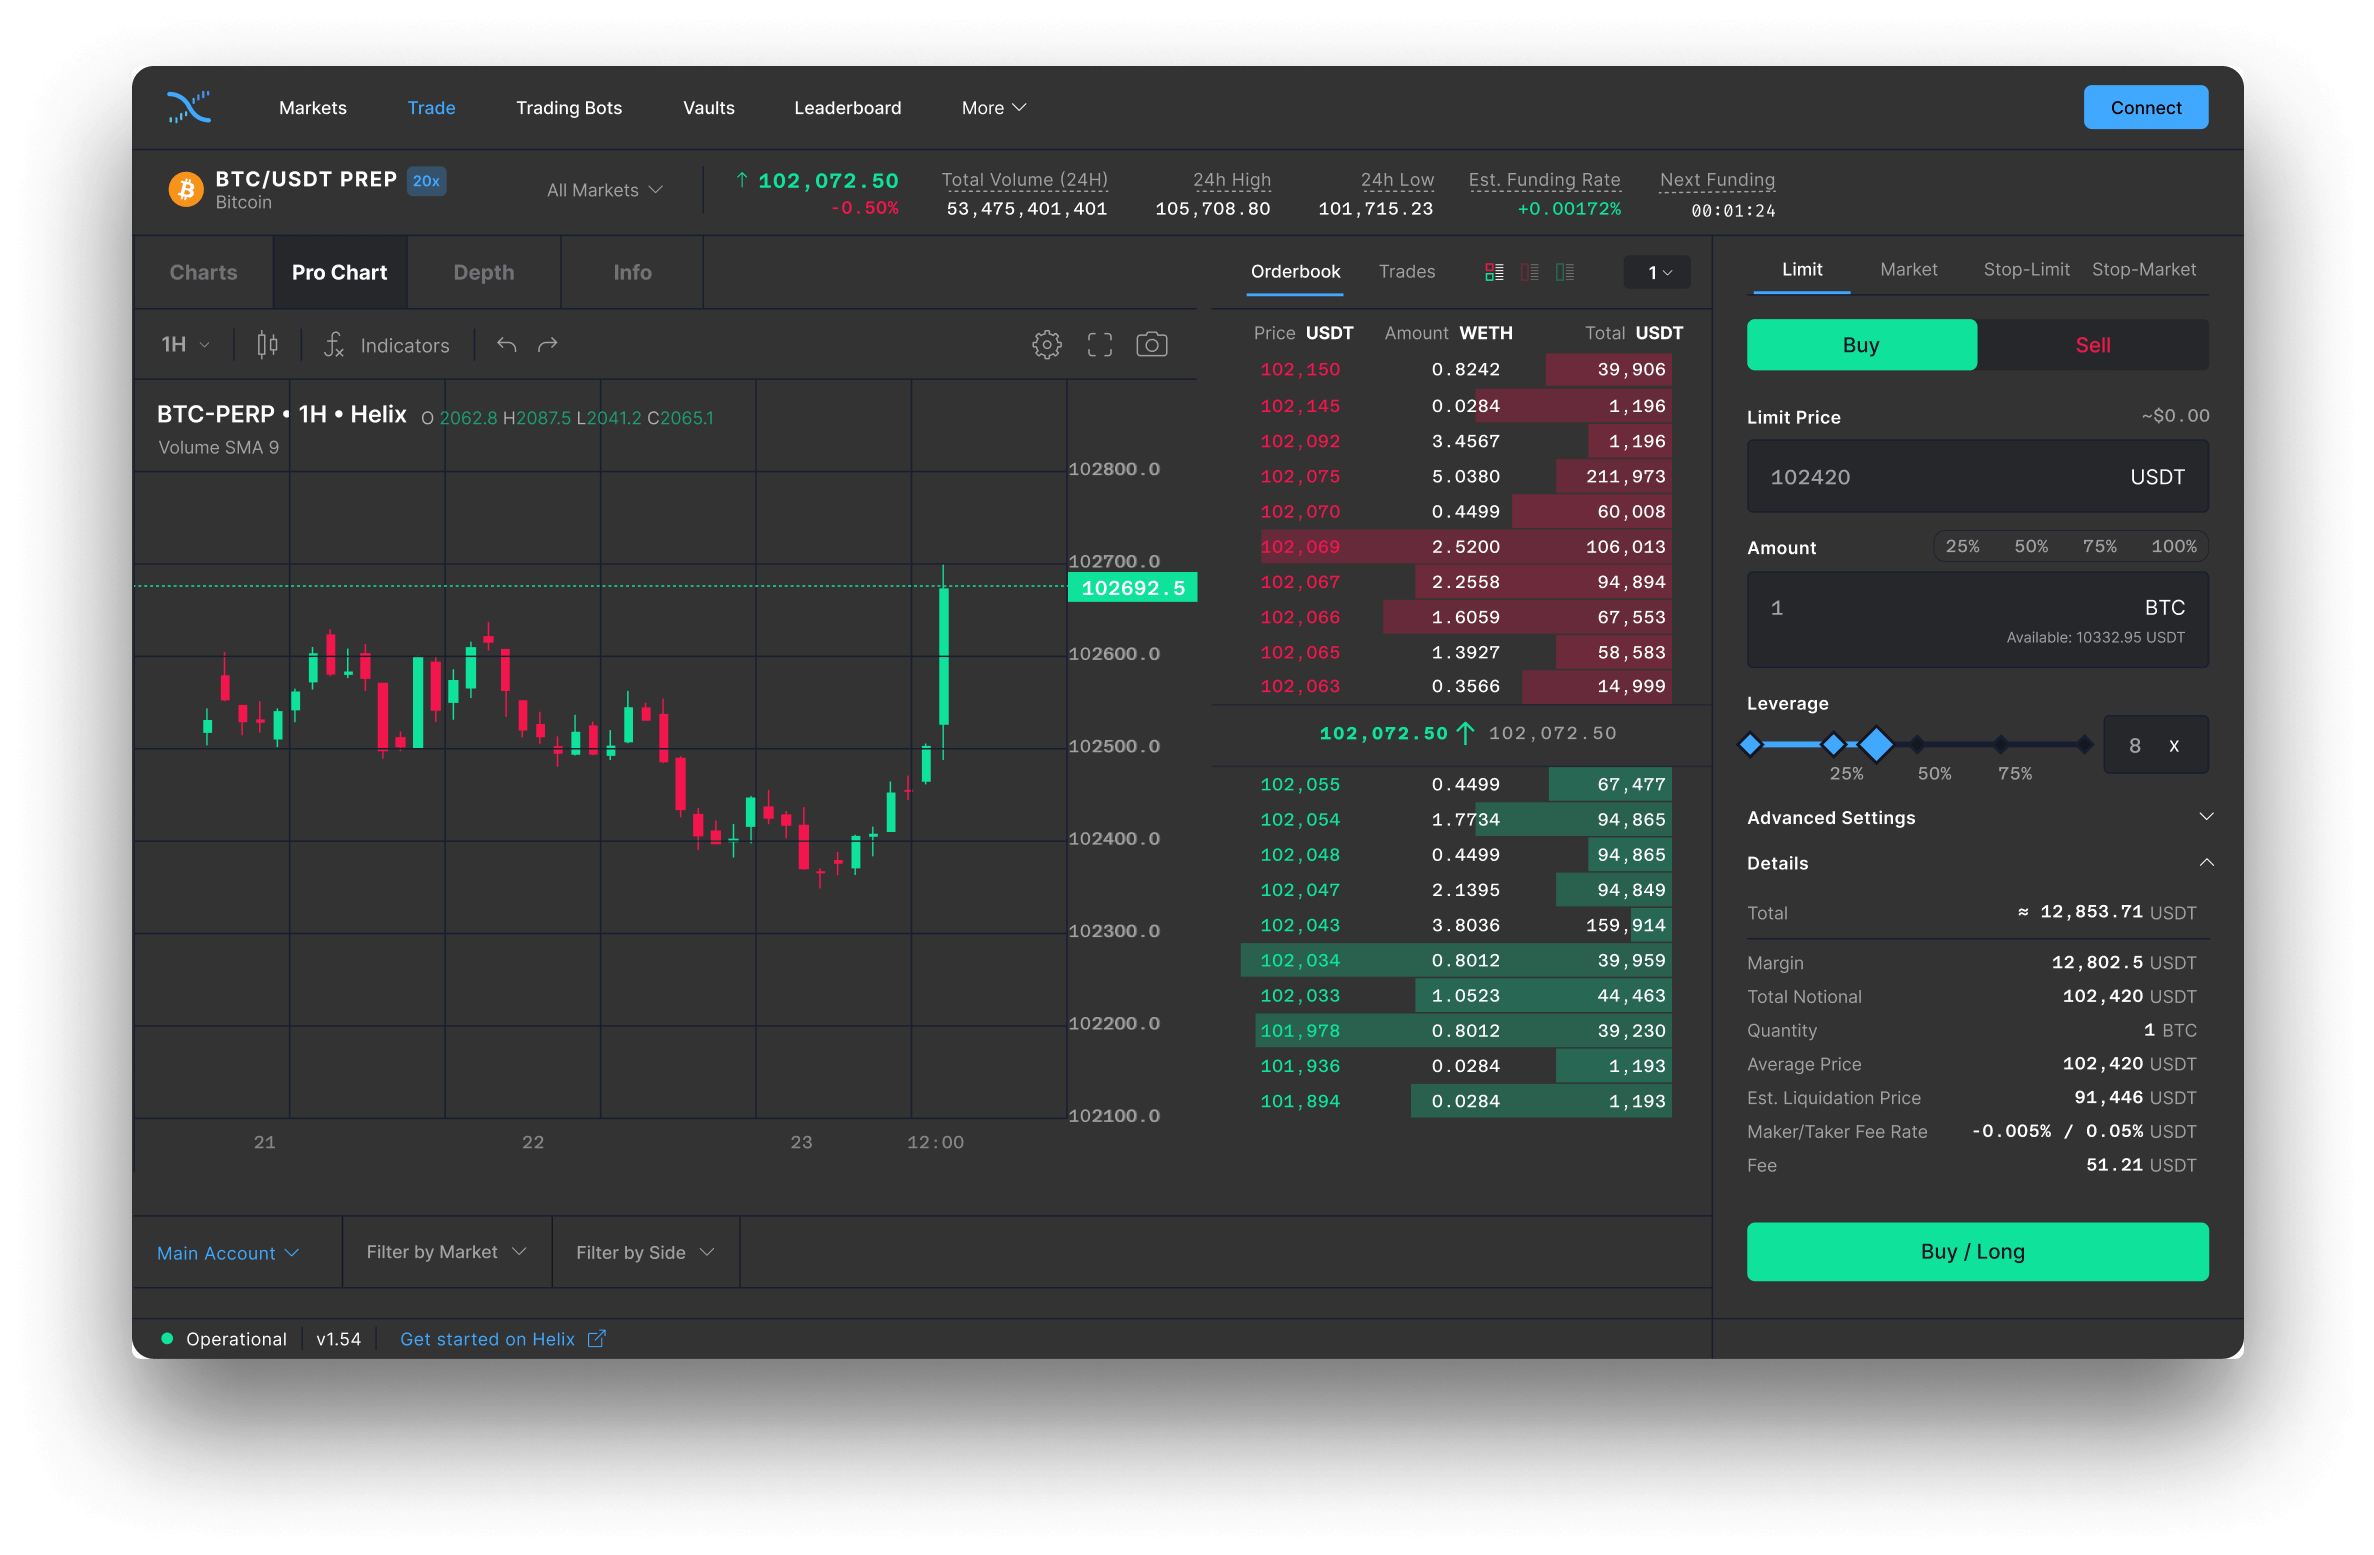 Markets Trade Trading Bots Vaults Leaderboard More Connect
BTC/USDT PREP 20x
Bitcoin
All Markets
102,072.50
-0.50%
Total Volume (24H)
53,475,401,401
24h High
105,708.80
24h Low
101,715.23
Est. Funding Rate
+0.00172%
Next Funding
00:01:24
Charts Pro Chart Depth Info
1H Indicators
BTC-PERP • 1H • Helix O 2062.8 H2087.5 L2041.2 C2065.1
Volume SMA 9
102800.0
102700.0
102692.5
102600.0
102500.0
102400.0
102300.0
102200.0
102100.0
21 22 23 12:00
Orderbook Trades 1
Price USDT Amount WETH Total USDT
102,150 0.8242 39,906
102,145 0.0284 1,196
102,092 3.4567 1,196
102,075 5.0380 211,973
102,070 0.4499 60,008
102,069 2.5200 106,013
102,067 2.2558 94,894
102,066 1.6059 67,553
102,065 1.3927 58,583
102,063 0.3566 14,999
102,072.50 102,072.50
102,055 0.4499 67,477
102,054 1.7734 94,865
102,048 0.4499 94,865
102,047 2.1395 94,849
102,043 3.8036 159,914
102,034 0.8012 39,959
102,033 1.0523 44,463
101,978 0.8012 39,230
101,936 0.0284 1,193
101,894 0.0284 1,193
Limit Market Stop-Limit Stop-Market
Buy Sell
Limit Price ~$0.00
102420 USDT
Amount 25% 50% 75% 100%
1 BTC
Available: 10332.95 USDT
Leverage
8 x
25% 50% 75%
Advanced Settings
Details
Total ≈ 12,853.71 USDT
Margin 12,802.5 USDT
Total Notional 102,420 USDT
Quantity 1 BTC
Average Price 102,420 USDT
Est. Liquidation Price 91,446 USDT
Maker/Taker Fee Rate -0.005% / 0.05% USDT
Fee 51.21 USDT
Buy / Long
Main Account Filter by Market Filter by Side
Operational v1.54 Get started on Helix